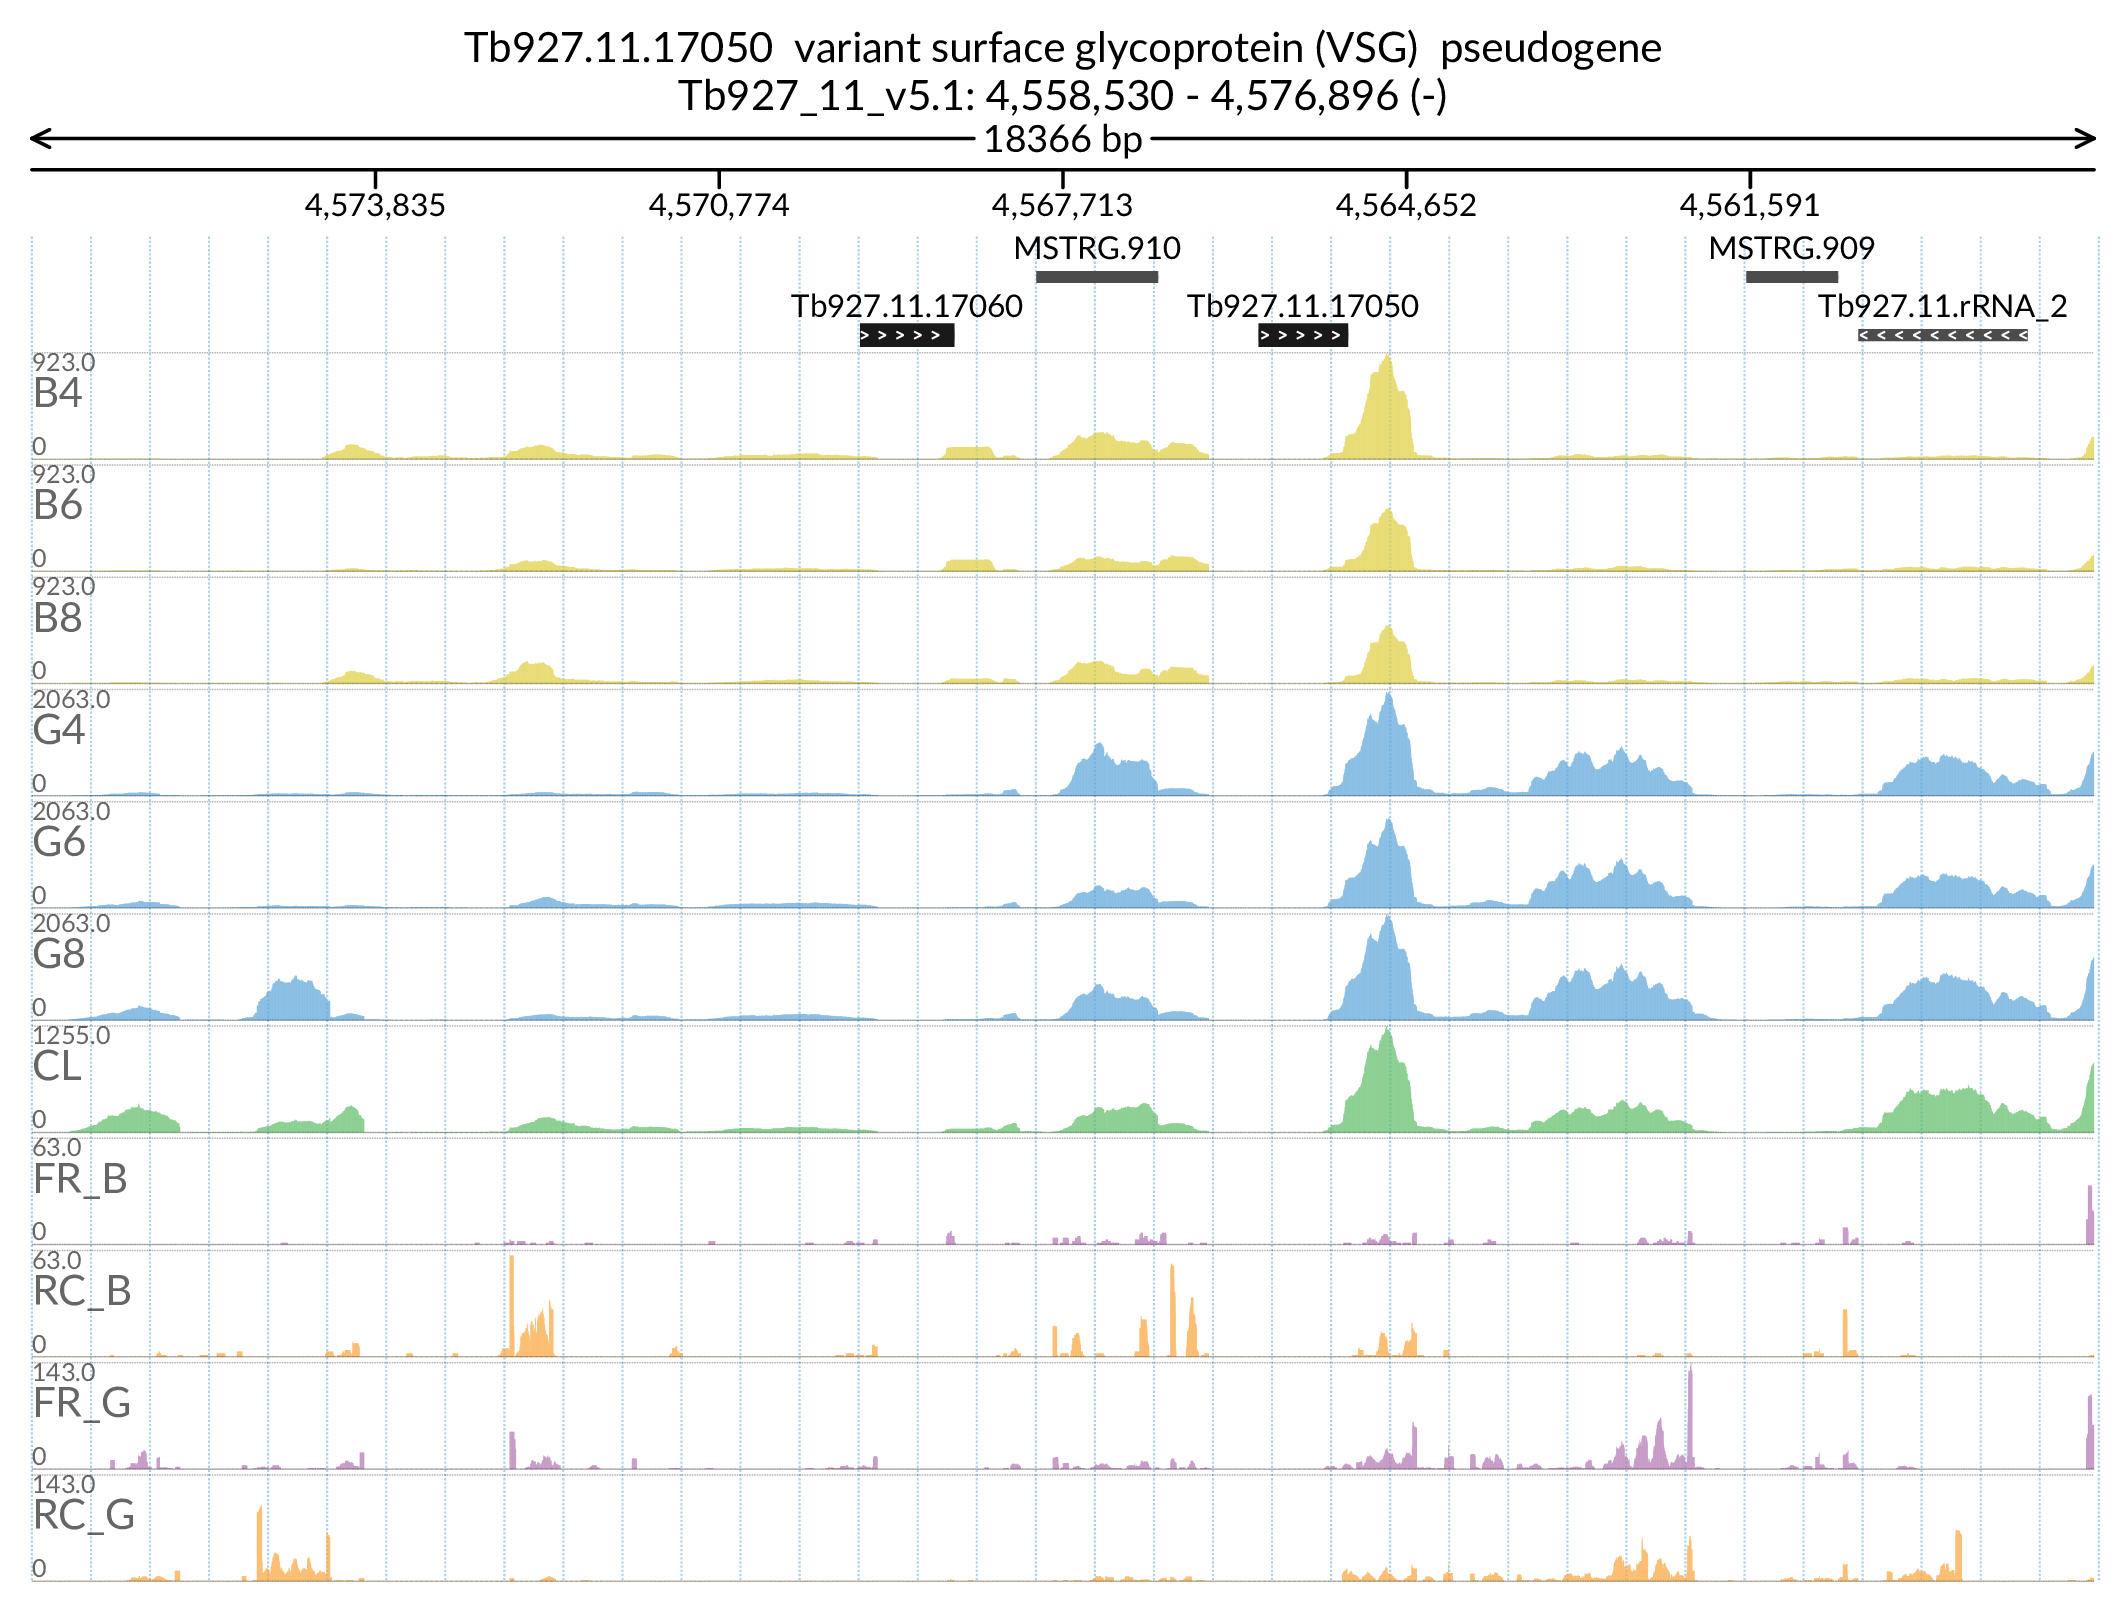 Tb927.11.17050 variant surface glycoprotein (VSG) pseudogene
Tb927_11_v5.1: 4,558,530 - 4,576,896 (-)
18366 bp
4,573,835 4,570,774 4,567,713 4,564,652 4,561,591
MSTRG.910 MSTRG.909
Tb927.11.17060 Tb927.11.17050 Tb927.11.rRNA_2
923.0
B4
0
923.0
B6
0
923.0
B8
0
2063.0
G4
0
2063.0
G6
0
2063.0
G8
0
1255.0
CL
0
63.0
FR_B
0
63.0
RC_B
0
143.0
FR_G
0
143.0
RC_G
0